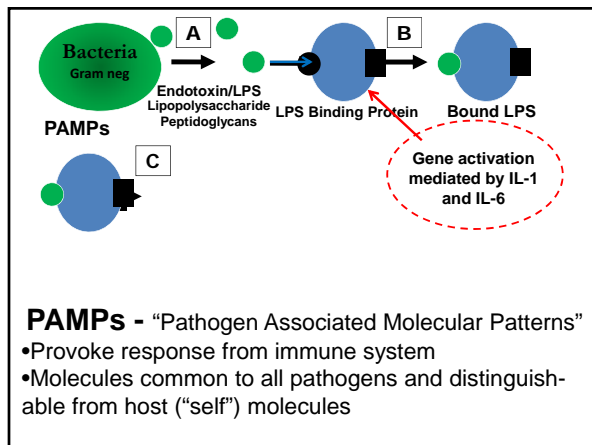 Bacteria
Gram neg
A
B
Endotoxin/LPS
Lipopolysaccharide
Peptidoglycans
LPS Binding Protein
Bound LPS
PAMPs
C
Gene activation
mediated by IL-1
and IL-6
PAMPs - “Pathogen Associated Molecular Patterns”
•Provoke response from immune system
•Molecules common to all pathogens and distinguish-
able from host (“self”) molecules